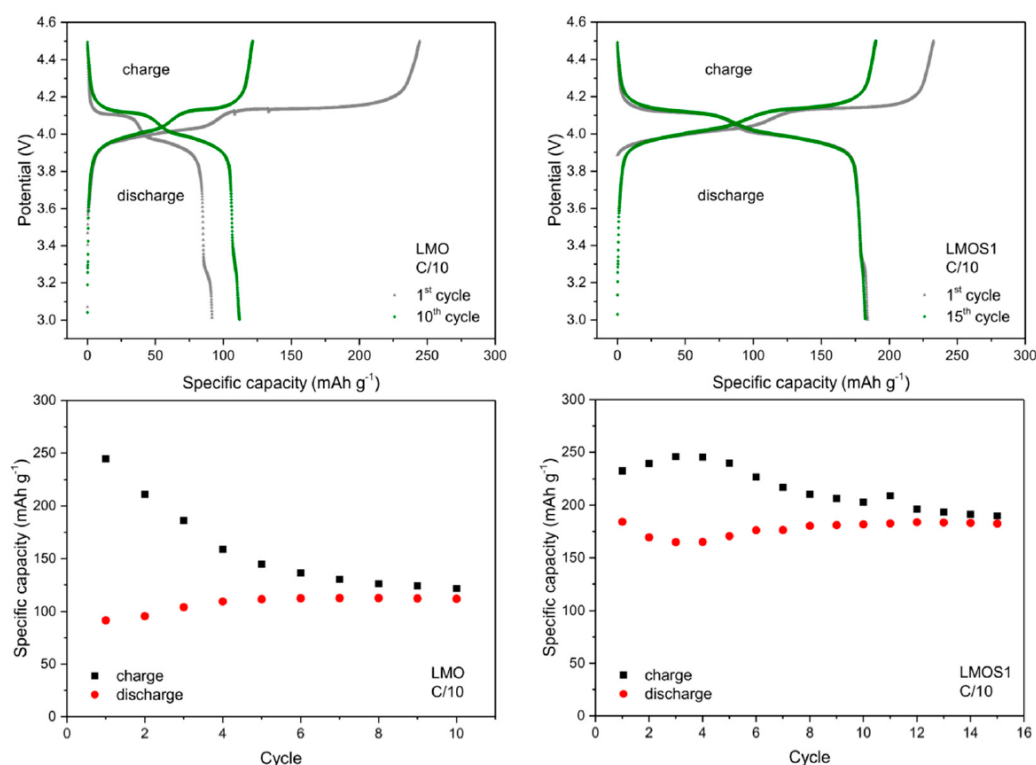 4.6
4.4
4.2
4.0
3.8
3.6
3.4
3.2
3.0
Potential (V)
charge
discharge
LMO
C/10
1st cycle
10th cycle
0 50 100 150 200 250 300
Specific capacity (mAh g-1)
4.6
4.4
4.2
4.0
3.8
3.6
3.4
3.2
3.0
Potential (V)
charge
discharge
LMOS1
C/10
1st cycle
15th cycle
0 50 100 150 200 250 300
Specific capacity (mAh g-1)
300
250
200
150
100
50
0
Specific capacity (mAh g-1)
charge
discharge
LMO
C/10
0 2 4 6 8 10
Cycle
300
250
200
150
100
50
0
Specific capacity (mAh g-1)
charge
discharge
LMOS1
C/10
0 2 4 6 8 10 12 14 16
Cycle